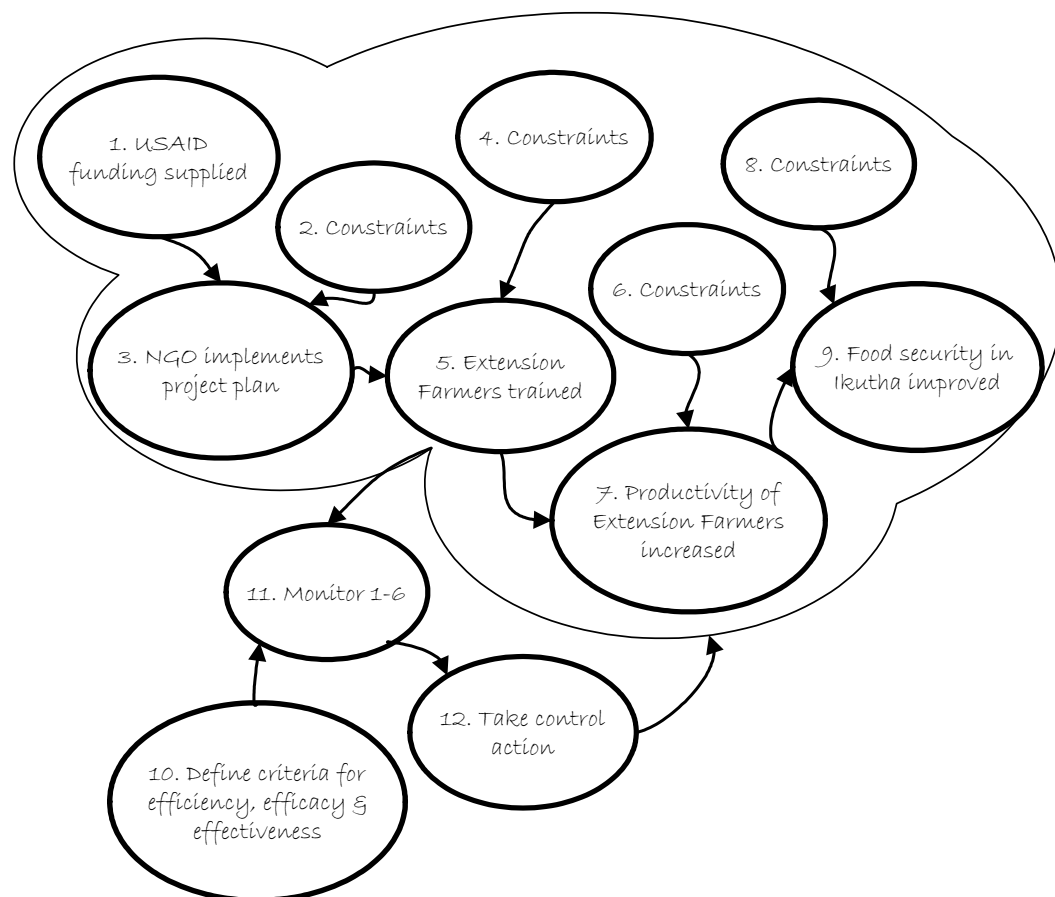 1. USAID
funding supplied
2. Constraints
3. NGO implements
project plan
4. Constraints
5. Extension
Farmers trained
6. Constraints
7. Productivity of
Extension Farmers
increased
8. Constraints
9. Food security in
Ikutha improved
10. Define criteria for
efficiency, efficacy &
effectiveness
11. Monitor 1-6
12. Take control
action